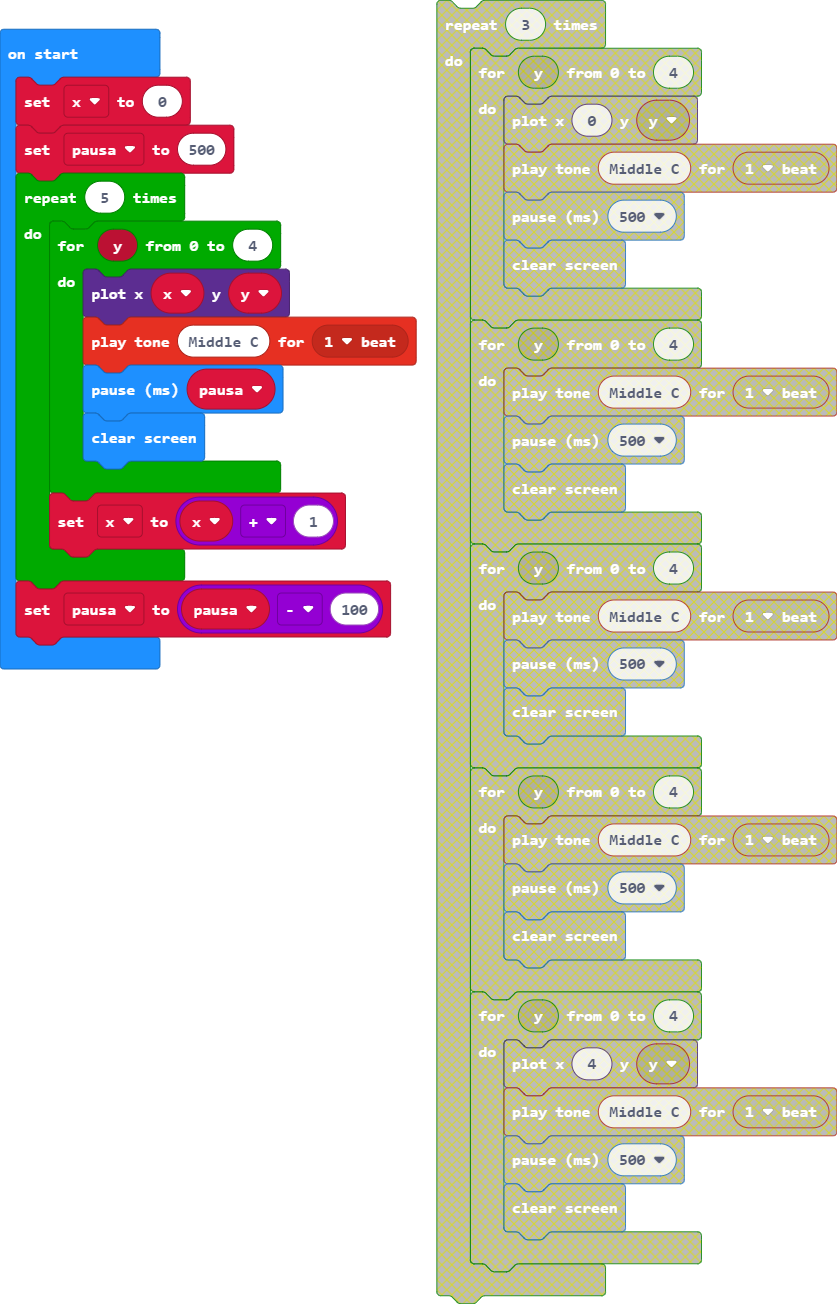 on start
set x to 0
set pausa to 500
repeat 5 times
do
for y from 0 to 4
do
plot x x y y
play tone Middle C for 1 beat
pause (ms) pausa
clear screen
set x to x + 1
set pausa to pausa - 100
repeat 3 times
do
for y from 0 to 4
do
plot x 0 y y
play tone Middle C for 1 beat
pause (ms) 500
clear screen
for y from 0 to 4
do
play tone Middle C for 1 beat
pause (ms) 500
clear screen
for y from 0 to 4
do
play tone Middle C for 1 beat
pause (ms) 500
clear screen
for y from 0 to 4
do
play tone Middle C for 1 beat
pause (ms) 500
clear screen
for y from 0 to 4
do
plot x 4 y y
play tone Middle C for 1 beat
pause (ms) 500
clear screen